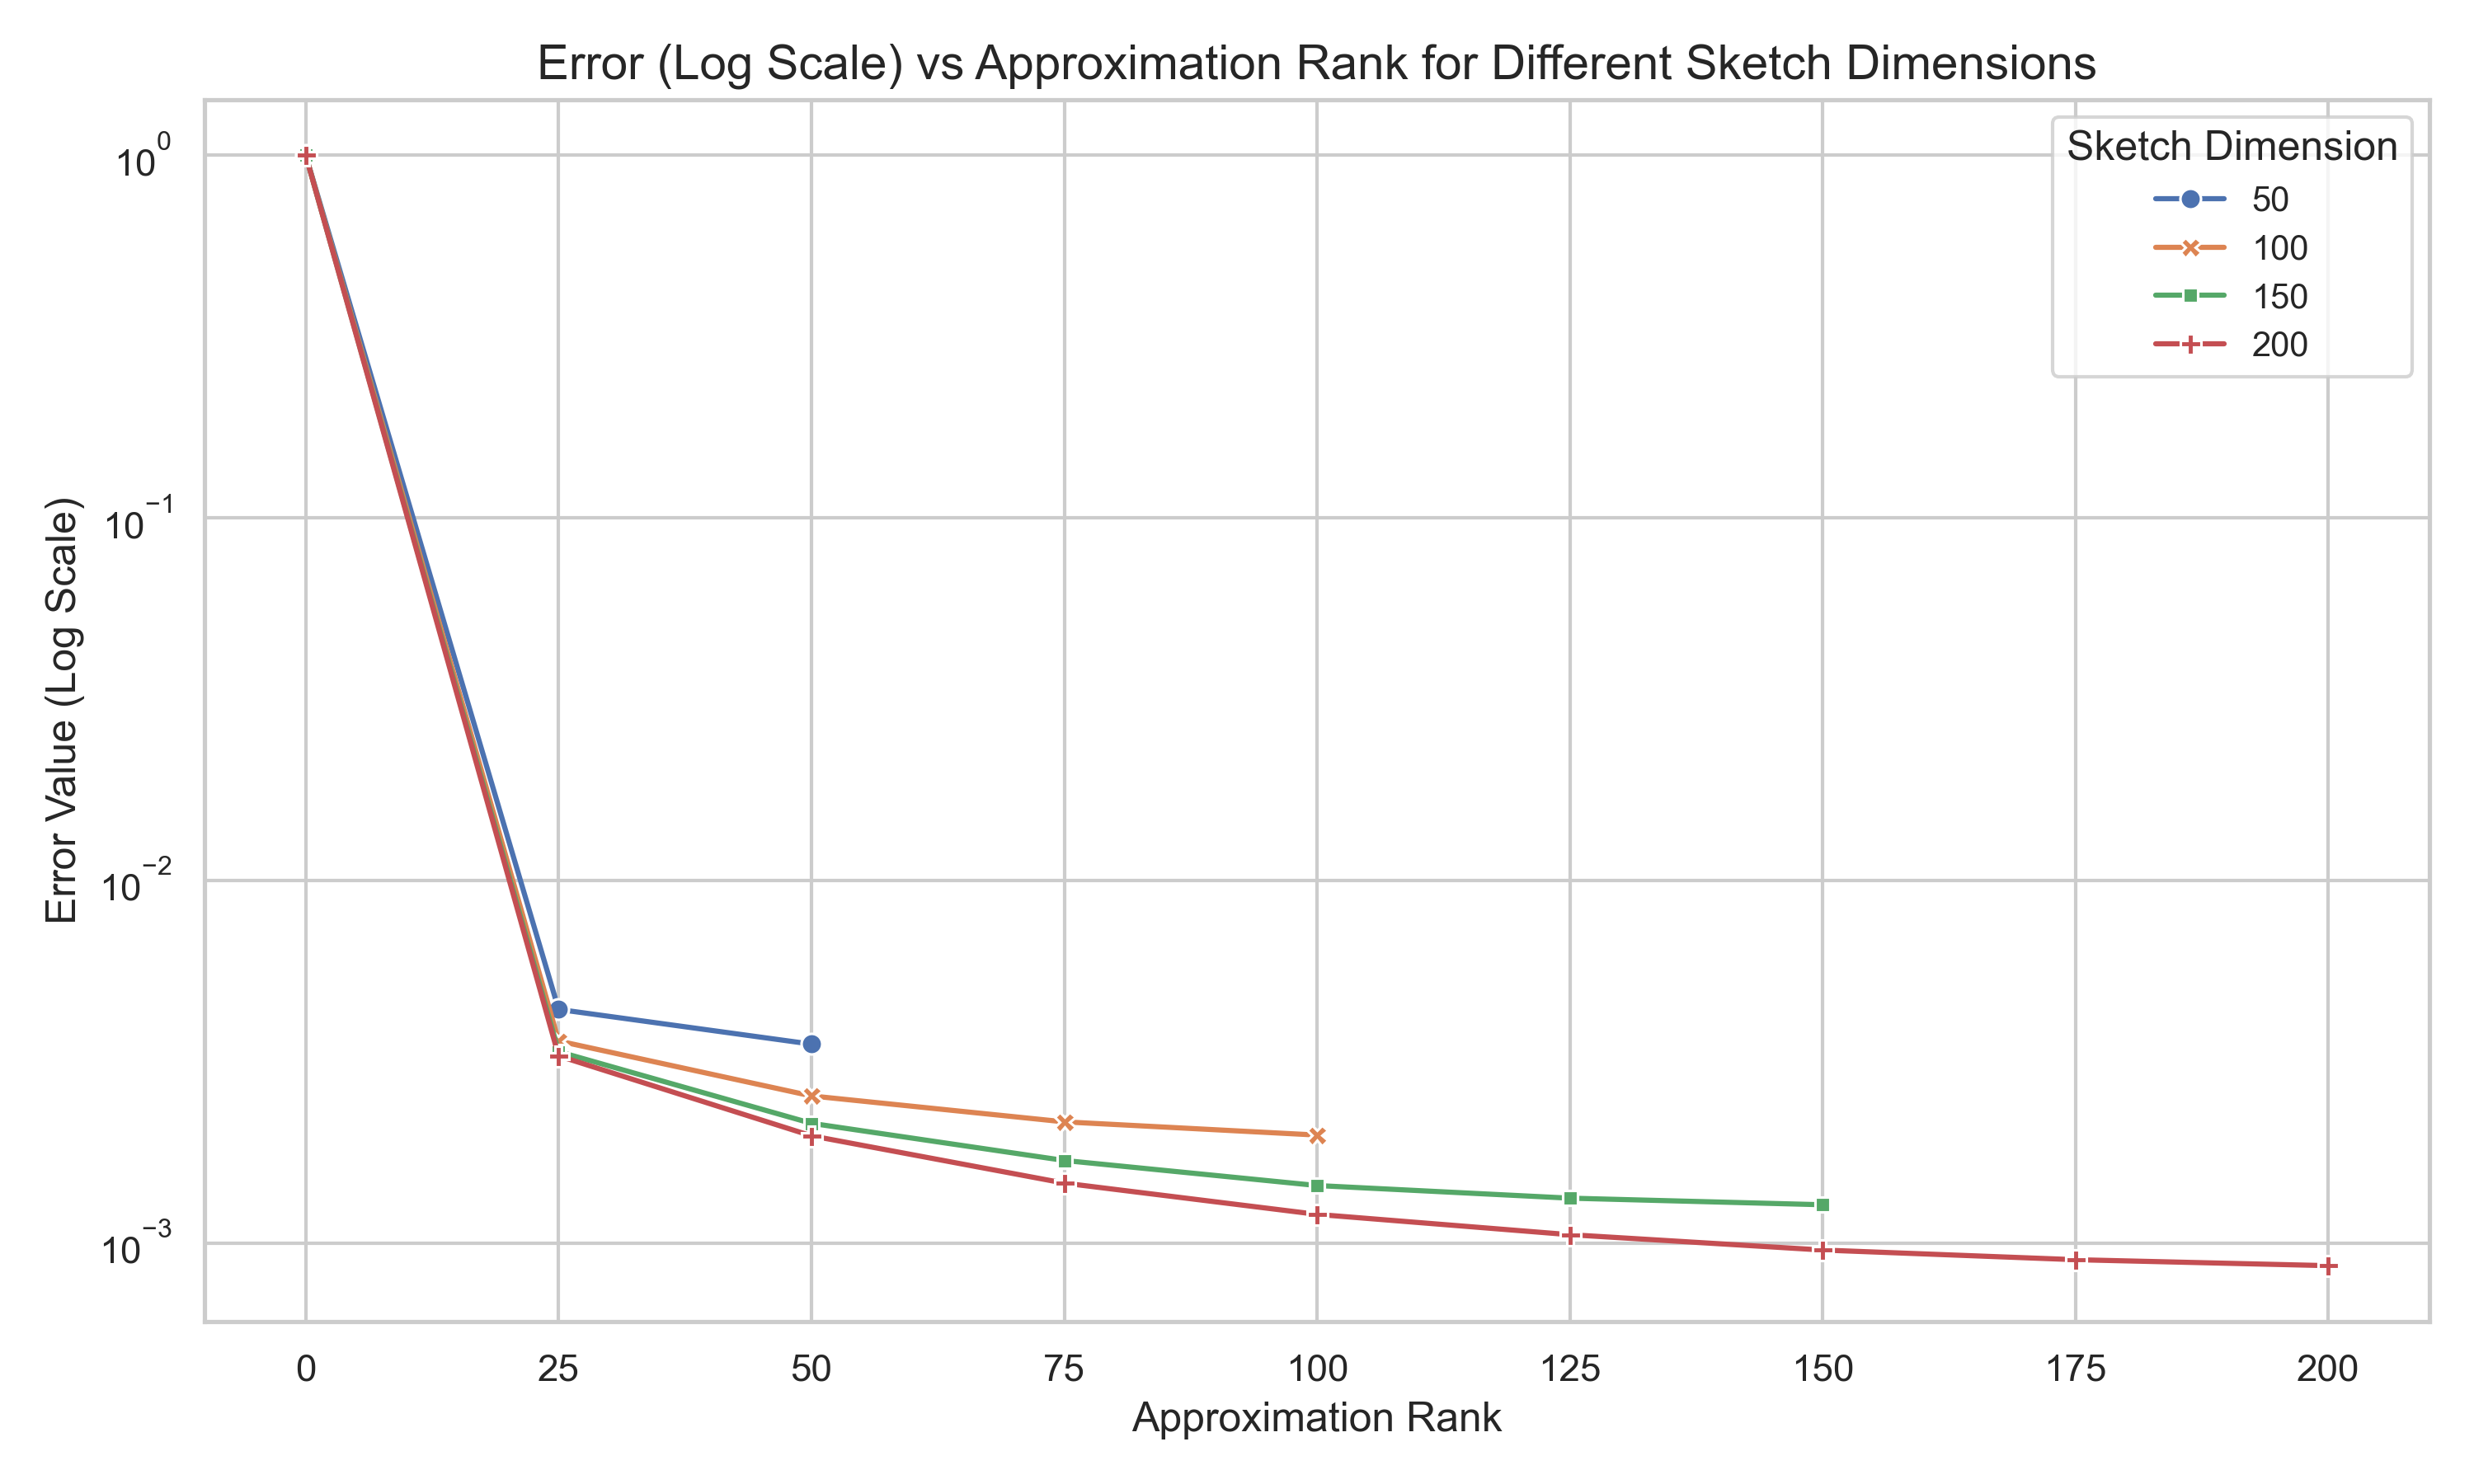 Error (Log Scale) vs Approximation Rank for Different Sketch Dimensions
Sketch Dimension
50
100
150
200
Error Value (Log Scale)
10^0
10^−1
10^−2
10^−3
0 25 50 75 100 125 150 175 200
Approximation Rank